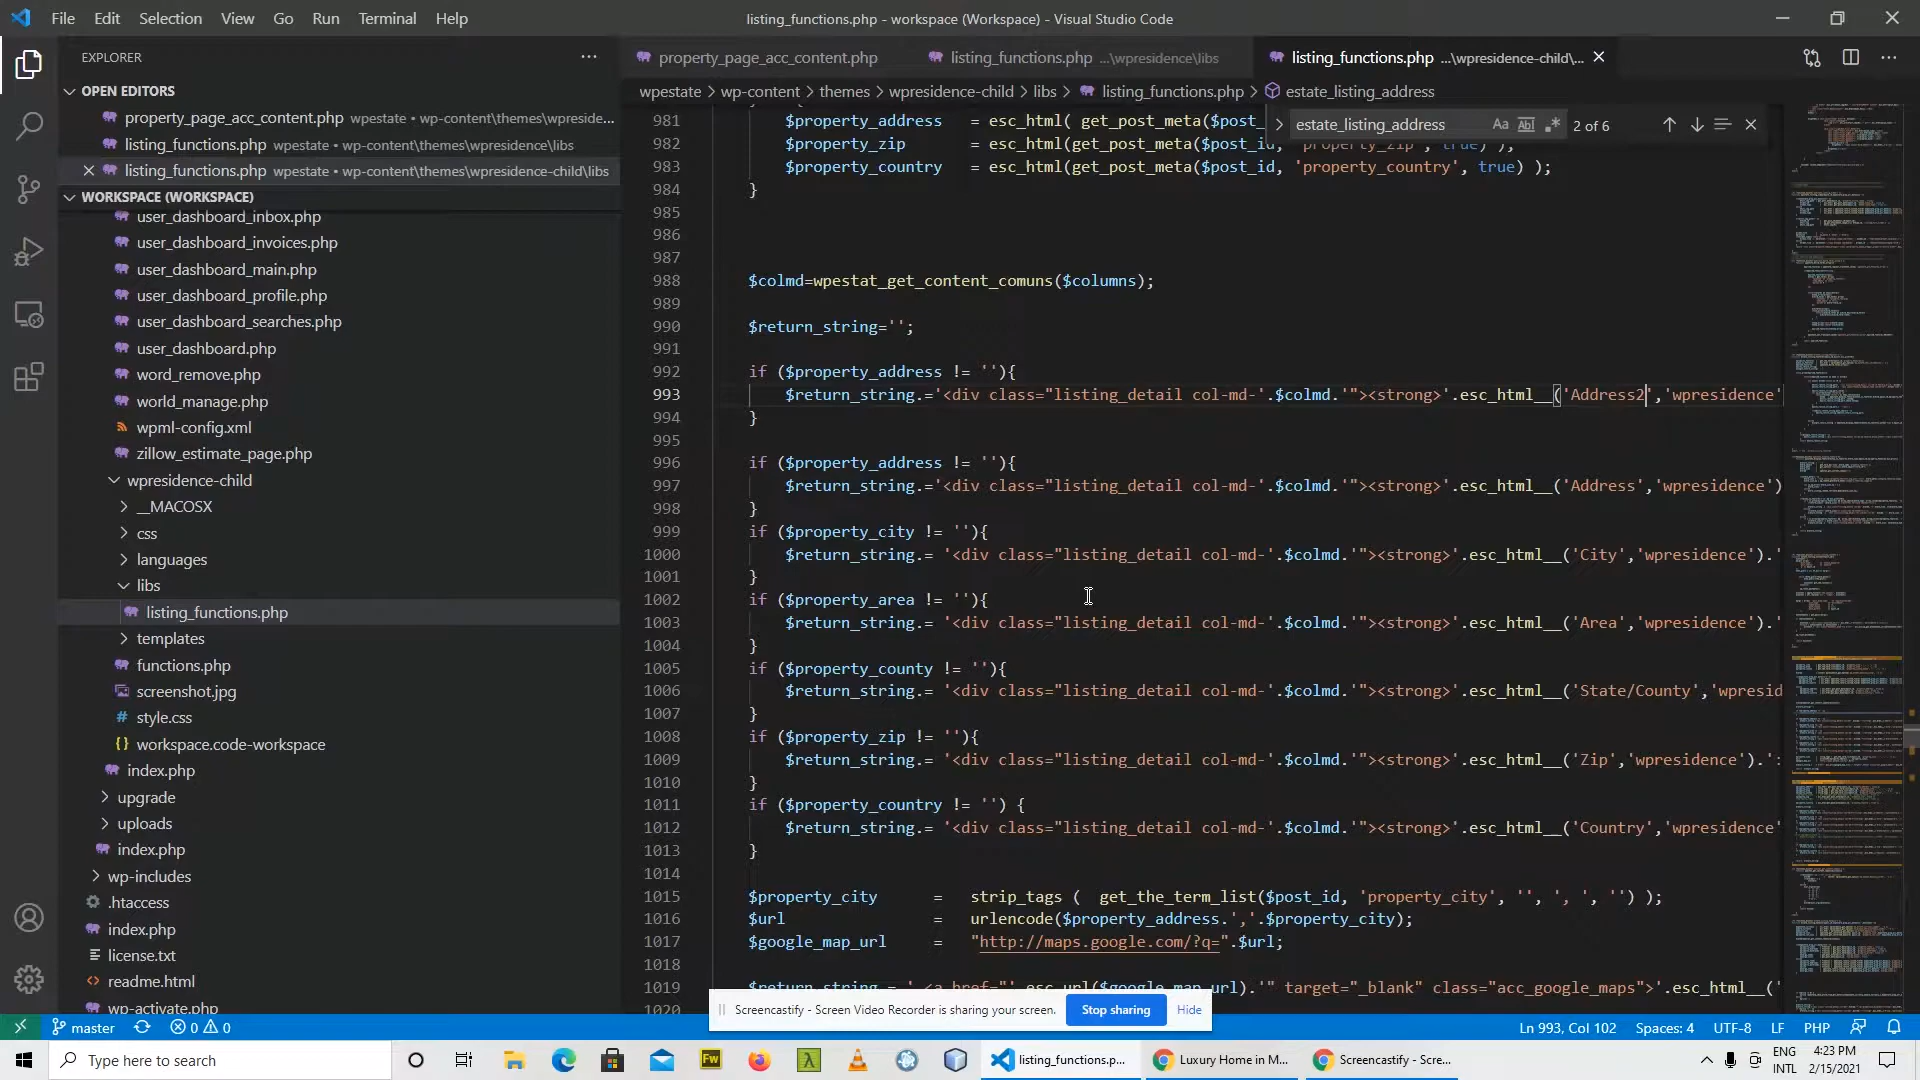 File Edit Selection View Go Run Terminal Help
listing_functions.php - workspace (Workspace) - Visual Studio Code
EXPLORER
OPEN EDITORS
property_page_acc_content.php wpestate • wp-content\themes\wpreside...
listing_functions.php wpestate • wp-content\themes\wpresidence\libs
listing_functions.php wpestate • wp-content\themes\wpresidence-child\libs
WORKSPACE (WORKSPACE)
user_dashboard_inbox.php
user_dashboard_invoices.php
user_dashboard_main.php
user_dashboard_profile.php
user_dashboard_searches.php
user_dashboard.php
word_remove.php
world_manage.php
wpml-config.xml
zillow_estimate_page.php
wpresidence-child
__MACOSX
css
languages
libs
listing_functions.php
templates
functions.php
screenshot.jpg
style.css
workspace.code-workspace
index.php
upgrade
uploads
index.php
wp-includes
.htaccess
index.php
license.txt
readme.html
wp-activate.php
property_page_acc_content.php
listing_functions.php ...\wpresidence\libs
listing_functions.php ...\wpresidence-child\...
wpestate > wp-content > themes > wpresidence-child > libs > listing_functions.php > estate_listing_address
estate_listing_address Aa Ab 2 of 6
981 $property_address = esc_html( get_post_meta($post_
982 $property_zip = esc_html(get_post_meta($post_id, 'property_zip', true) );
983 $property_country = esc_html(get_post_meta($post_id, 'property_country', true) );
984 }
985
986
987
988 $colmd=wpestat_get_content_comuns($columns);
989
990 $return_string='';
991
992 if ($property_address != ''){
993 $return_string.='<div class="listing_detail col-md-'.$colmd.'"><strong>'.esc_html__('Address2','wpresidence'
994 }
995
996 if ($property_address != ''){
997 $return_string.='<div class="listing_detail col-md-'.$colmd.'"><strong>'.esc_html__('Address','wpresidence')
998 }
999 if ($property_city != ''){
1000 $return_string.= '<div class="listing_detail col-md-'.$colmd.'"><strong>'.esc_html__('City','wpresidence').'
1001 }
1002 if ($property_area != ''){
1003 $return_string.= '<div class="listing_detail col-md-'.$colmd.'"><strong>'.esc_html__('Area','wpresidence').'
1004 }
1005 if ($property_county != ''){
1006 $return_string.= '<div class="listing_detail col-md-'.$colmd.'"><strong>'.esc_html__('State/County','wpresid
1007 }
1008 if ($property_zip != ''){
1009 $return_string.= '<div class="listing_detail col-md-'.$colmd.'"><strong>'.esc_html__('Zip','wpresidence').':
1010 }
1011 if ($property_country != '') {
1012 $return_string.= '<div class="listing_detail col-md-'.$colmd.'"><strong>'.esc_html__('Country','wpresidence'
1013 }
1014
1015 $property_city = strip_tags ( get_the_term_list($post_id, 'property_city', '', ', ', '') );
1016 $url = urlencode($property_address.','.$property_city);
1017 $google_map_url = "http://maps.google.com/?q=".$url;
1018
1019 $return_string.= ' <a href="'.esc_url($google_map_url).'" target="_blank" class="acc_google_maps">'.esc_html__('
1020
Screencastify - Screen Video Recorder is sharing your screen. Stop sharing Hide
master 0 0
Ln 993, Col 102 Spaces: 4 UTF-8 LF PHP
Type here to search
Fw
listing_functions.p...
Luxury Home in M...
Screencastify - Scre...
ENG
INTL
4:23 PM
2/15/2021